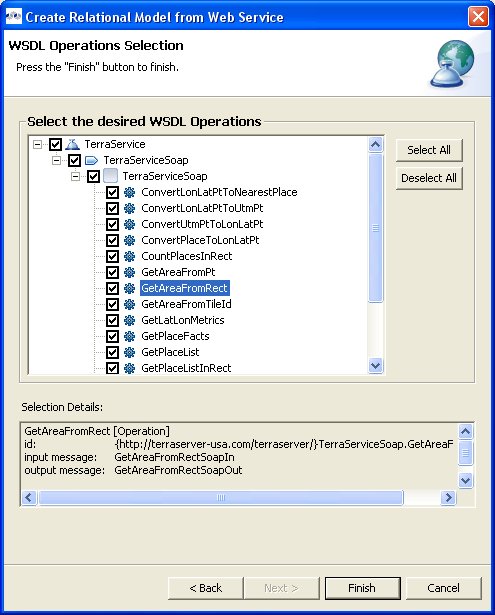 Create Relational Model from Web Service
WSDL Operations Selection
Press the "Finish" button to finish.
Select the desired WSDL Operations
TerraService
TerraServiceSoap
TerraServiceSoap
ConvertLonLatPtToNearestPlace
ConvertLonLatPtToUtmPt
ConvertUtmPtToLonLatPt
ConvertPlaceToLonLatPt
CountPlacesInRect
GetAreaFromPt
GetAreaFromRect
GetAreaFromTileId
GetLatLonMetrics
GetPlaceFacts
GetPlaceList
GetPlaceListInRect
Select All
Deselect All
Selection Details:
GetAreaFromRect [Operation]
id: {http://terraserver-usa.com/terraserver/}TerraServiceSoap.GetAreaF
input message: GetAreaFromRectSoapIn
output message: GetAreaFromRectSoapOut
< Back Next > Finish Cancel